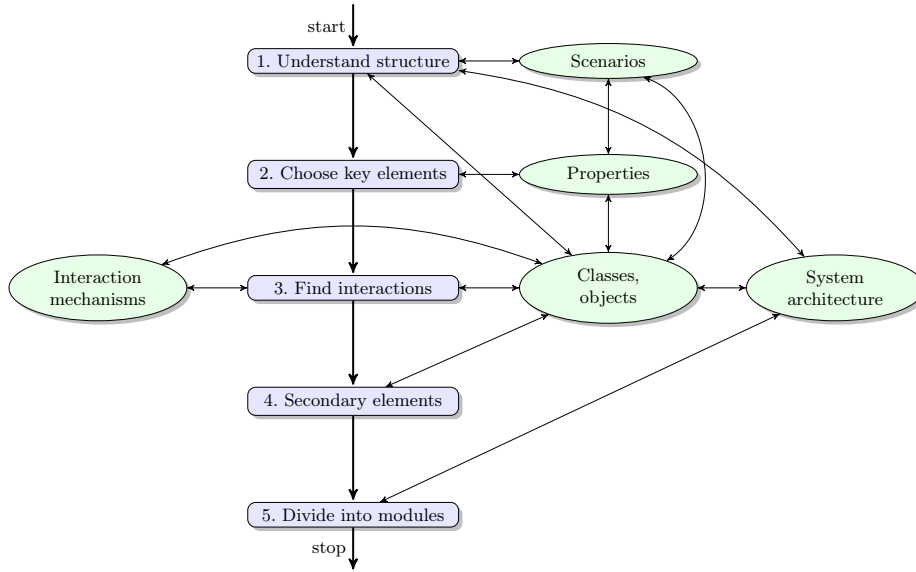 start
1. Understand structure
Scenarios
2. Choose key elements
Properties
Interaction
mechanisms
3. Find interactions
Classes,
objects
System
architecture
4. Secondary elements
5. Divide into modules
stop